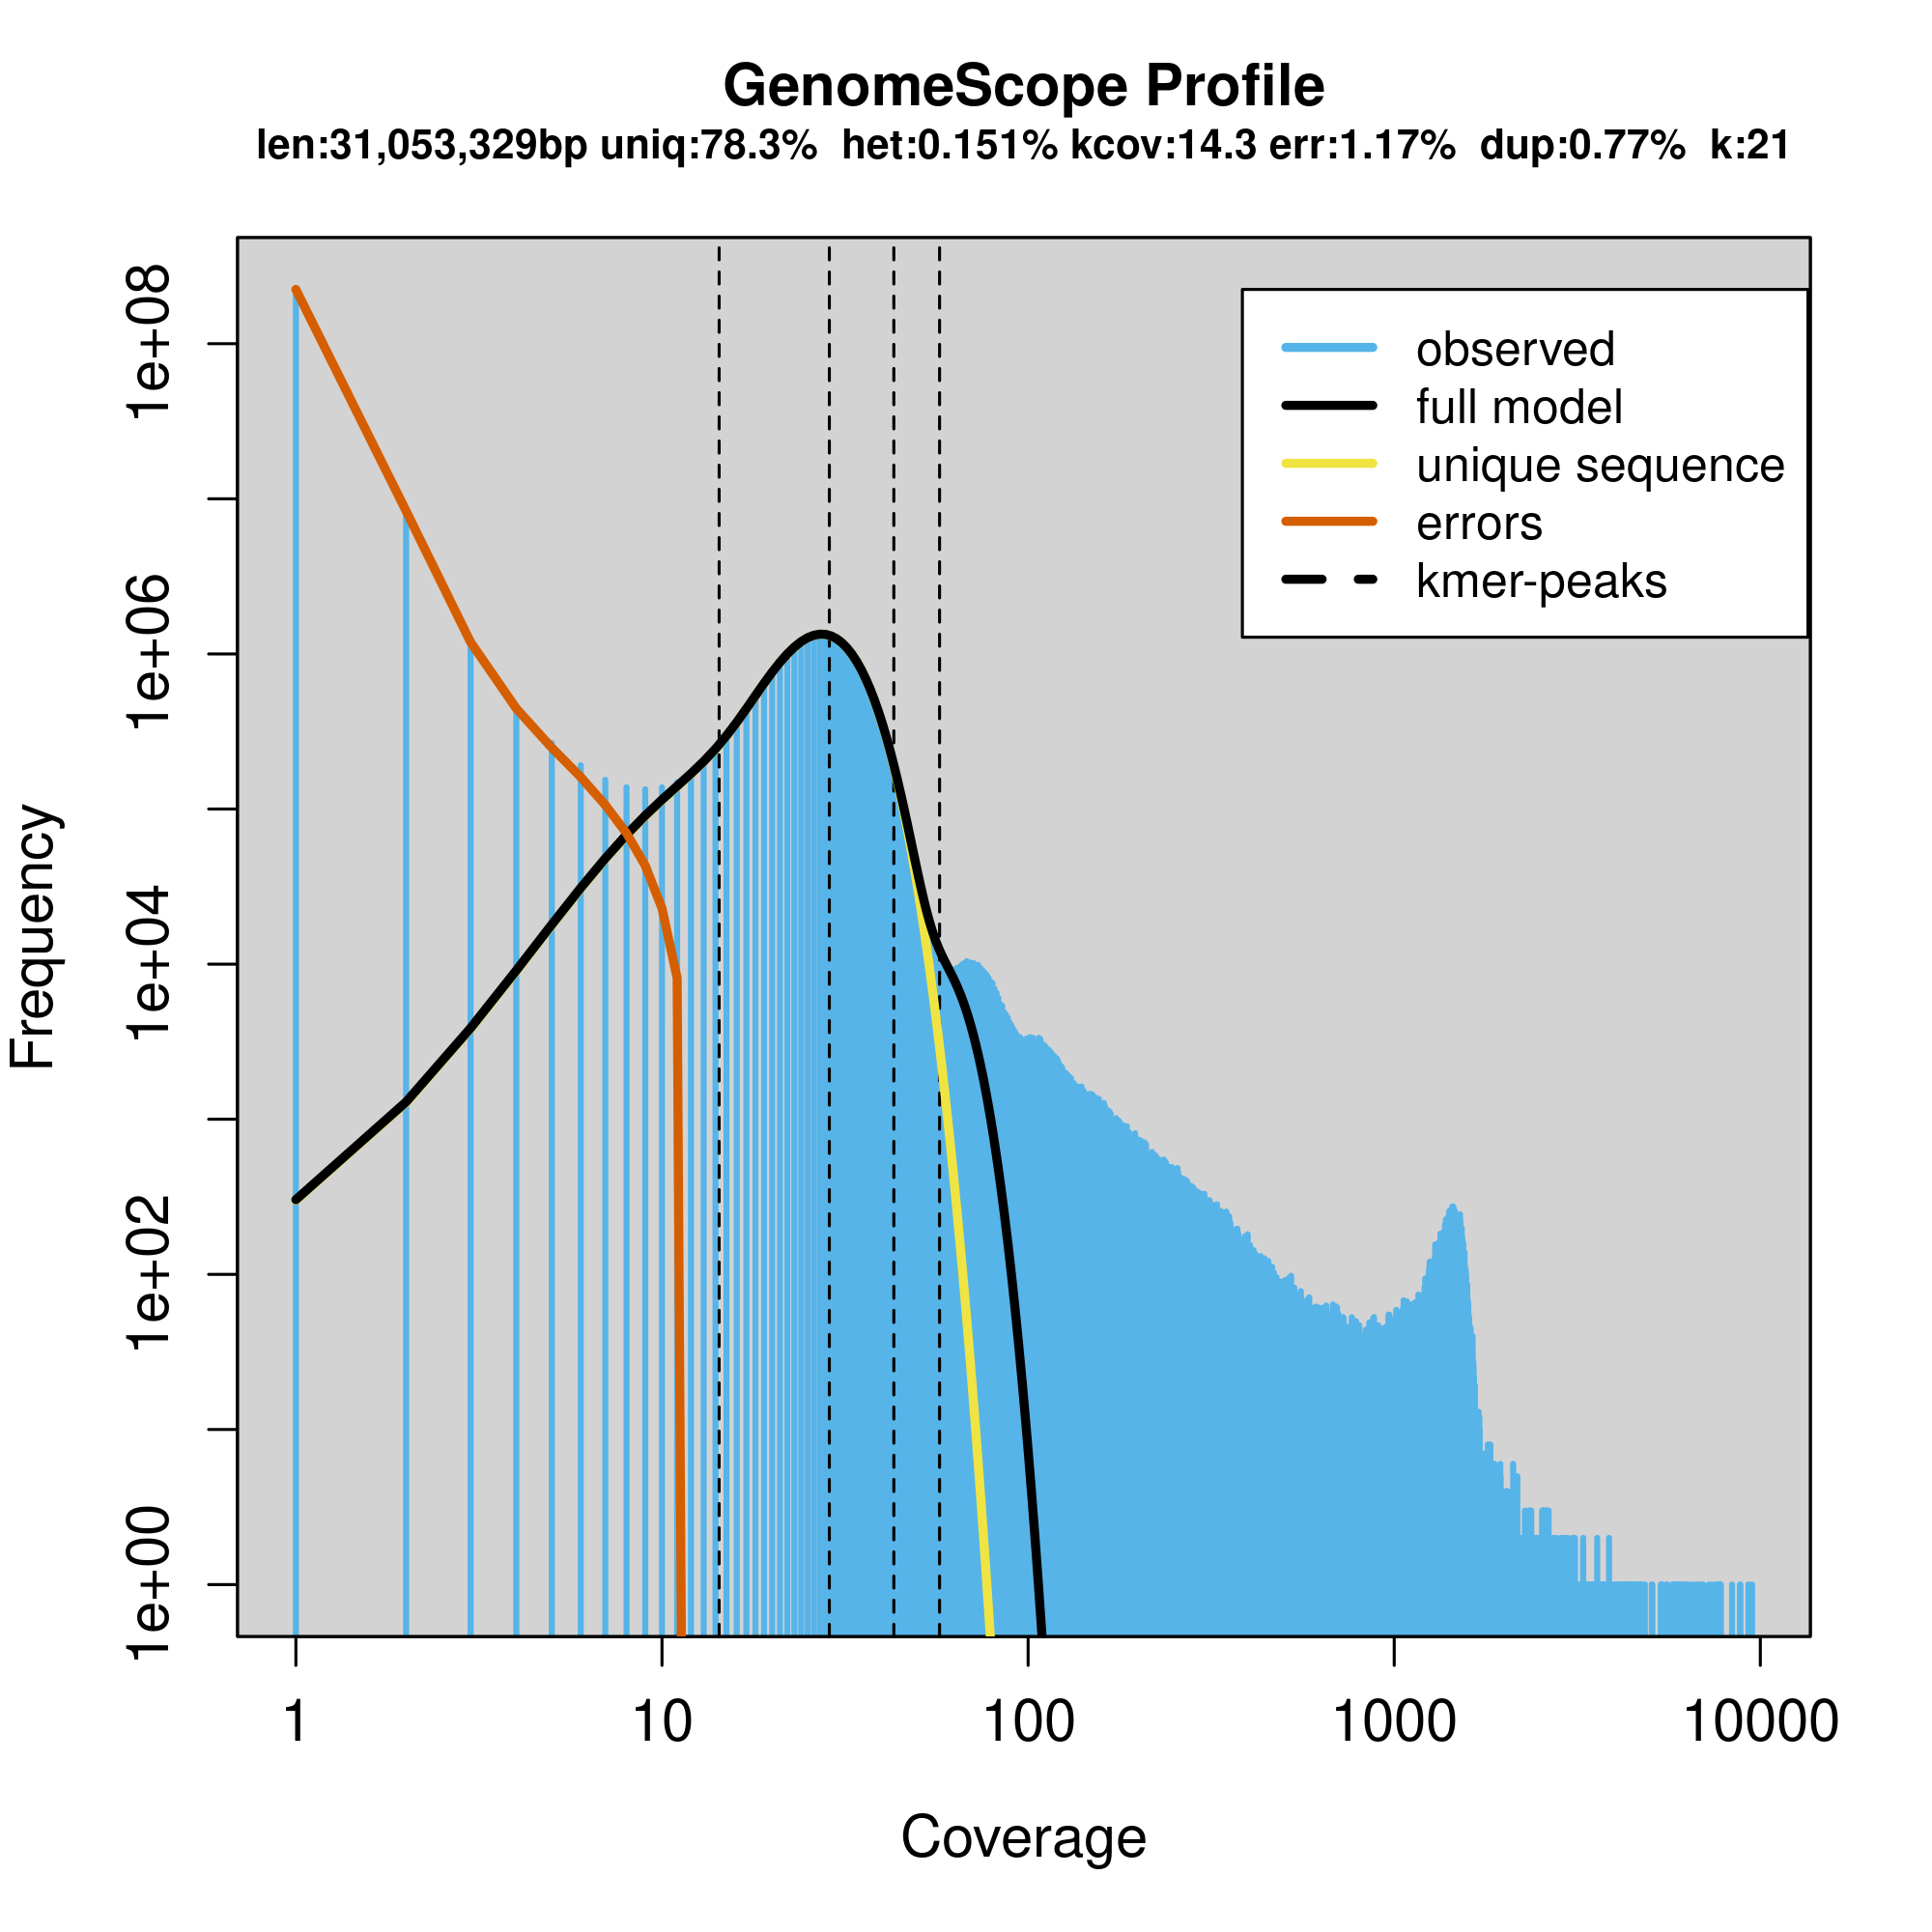 GenomeScope Profile
len:31,053,329bp uniq:78.3% het:0.151% kcov:14.3 err:1.17% dup:0.77% k:21
observed
full model
unique sequence
errors
kmer-peaks
Frequency
1e+08
1e+06
1e+04
1e+02
1e+00
1 10 100 1000 10000
Coverage